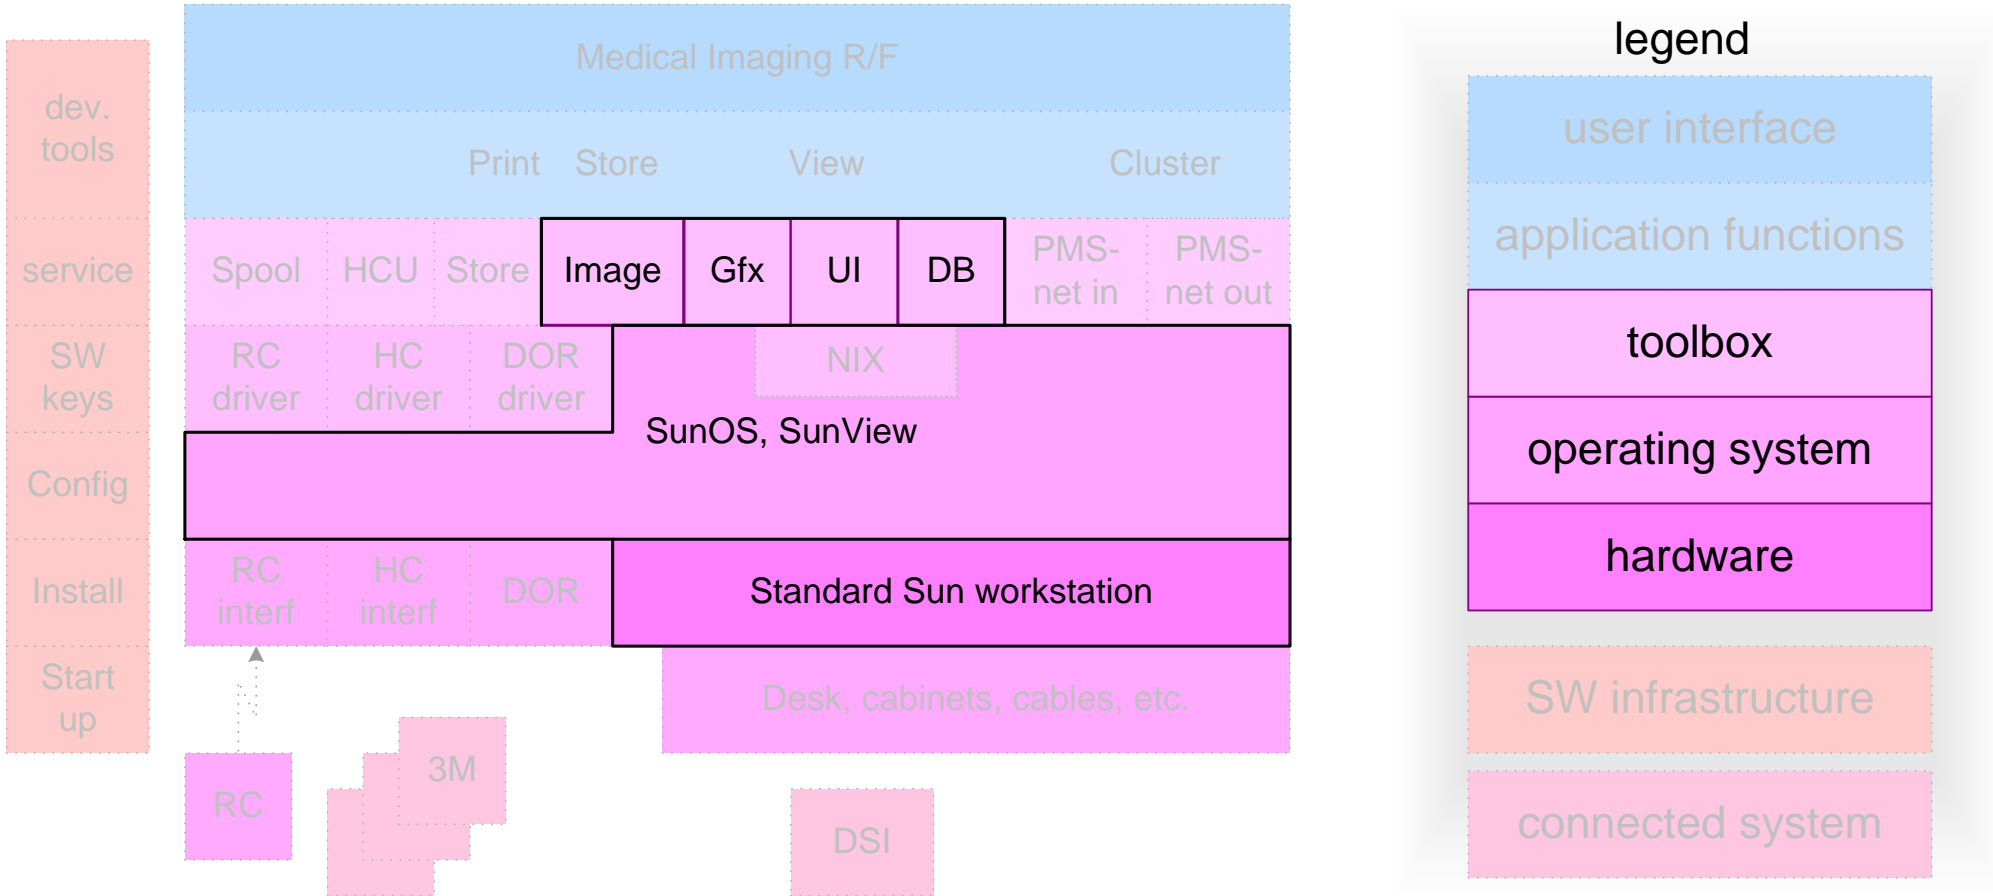 legend
Medical Imaging R/F
dev.
tools
Print Store View Cluster
service
Spool HCU Store Image Gfx UI DB
PMS-
net in
PMS-
net out
SW
keys
RC
driver
HC
driver
DOR
driver
NIX
SunOS, SunView
Config
Install
RC
interf
HC
interf
DOR
Standard Sun workstation
Start
up
Desk, cabinets, cables, etc.
RC
3M
DSI
user interface
application functions
toolbox
operating system
hardware
SW infrastructure
connected system